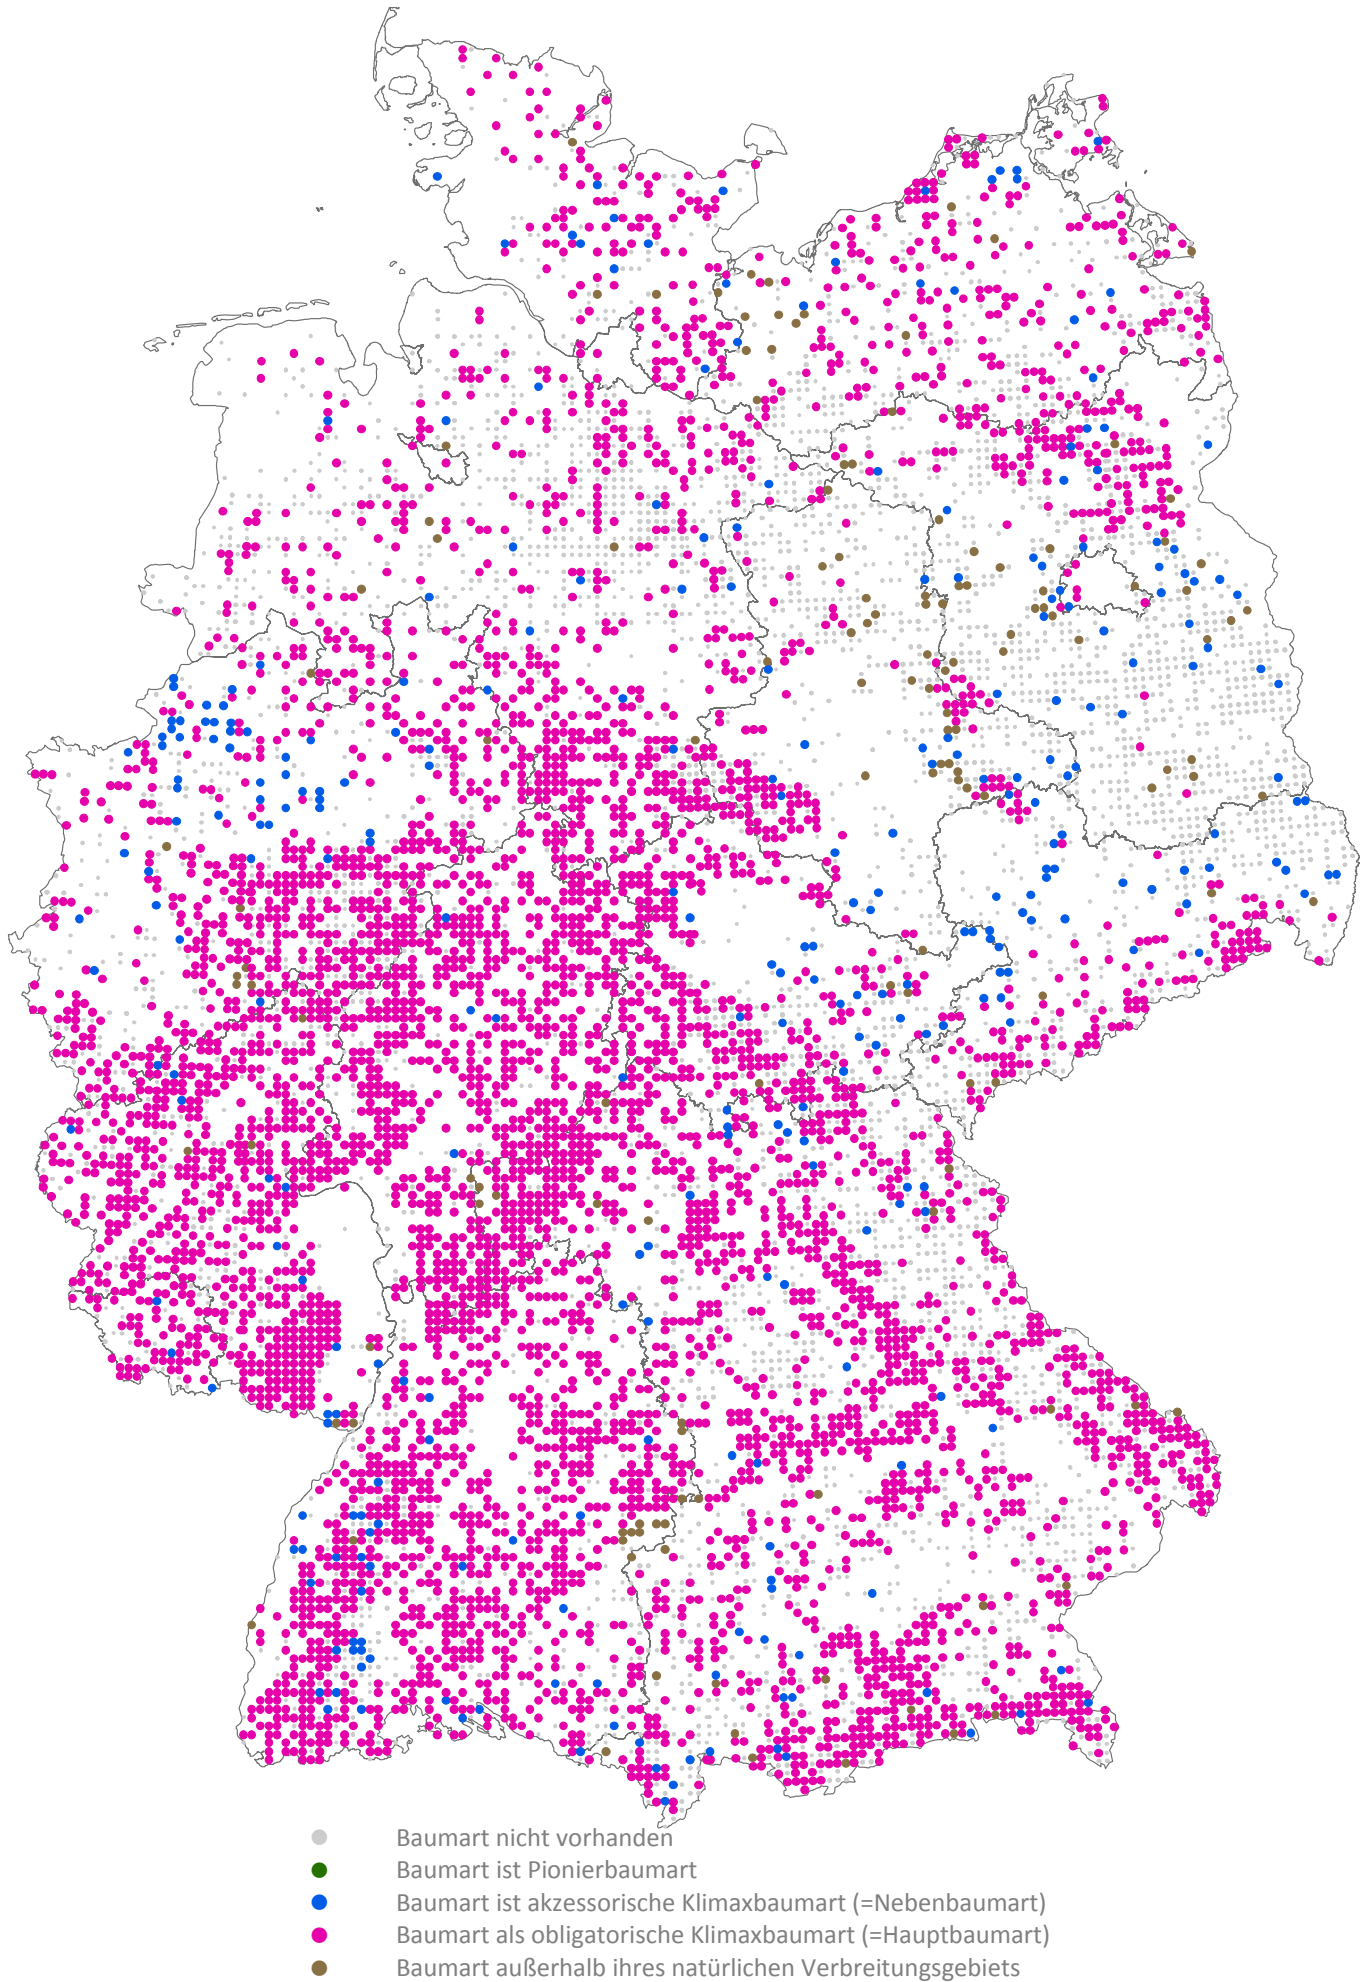 Baumart nicht vorhanden
Baumart ist Pionierbaumart
Baumart ist akzessorische Klimaxbaumart (=Nebenbaumart)
Baumart als obligatorische Klimaxbaumart (=Hauptbaumart)
Baumart außerhalb ihres natürlichen Verbreitungsgebiets